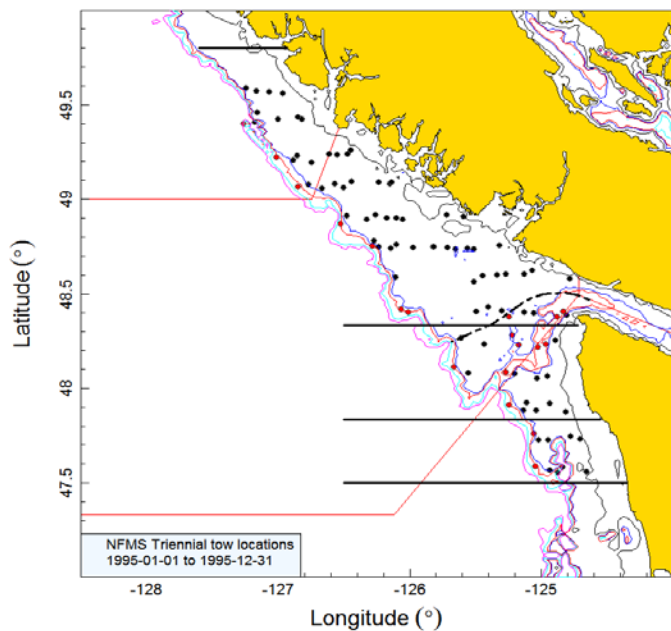 49.5
49
48.5
48
47.5
Latitude (°)
NFMS Triennial tow locations
1995-01-01 to 1995-12-31
-128
-127
-126
-125
Longitude (°)